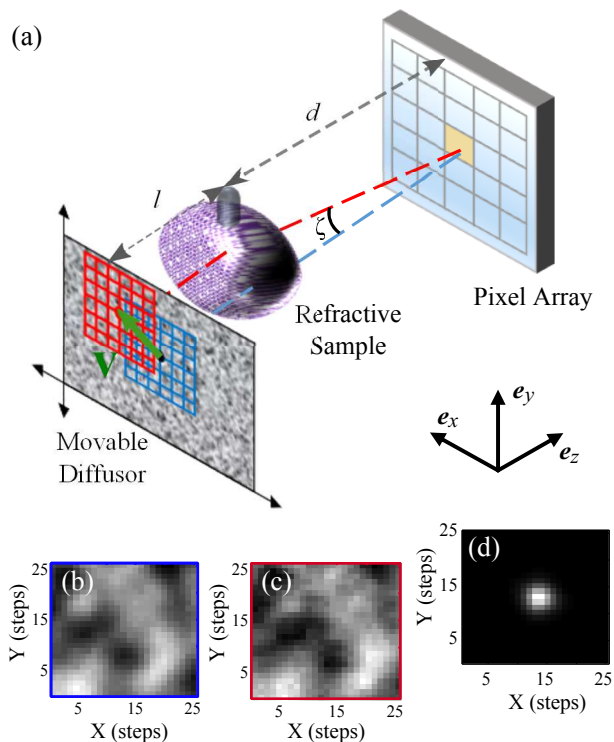 (a)
d
l
ζ
Pixel Array
Refractive
Sample
V
Movable
Diffusor
e_y
e_x
e_z
(b)
(c)
(d)
25
15
5
Y (steps)
5
15
25
X (steps)
25
15
5
Y (steps)
5
15
25
X (steps)
25
15
5
Y (steps)
5
15
25
X (steps)